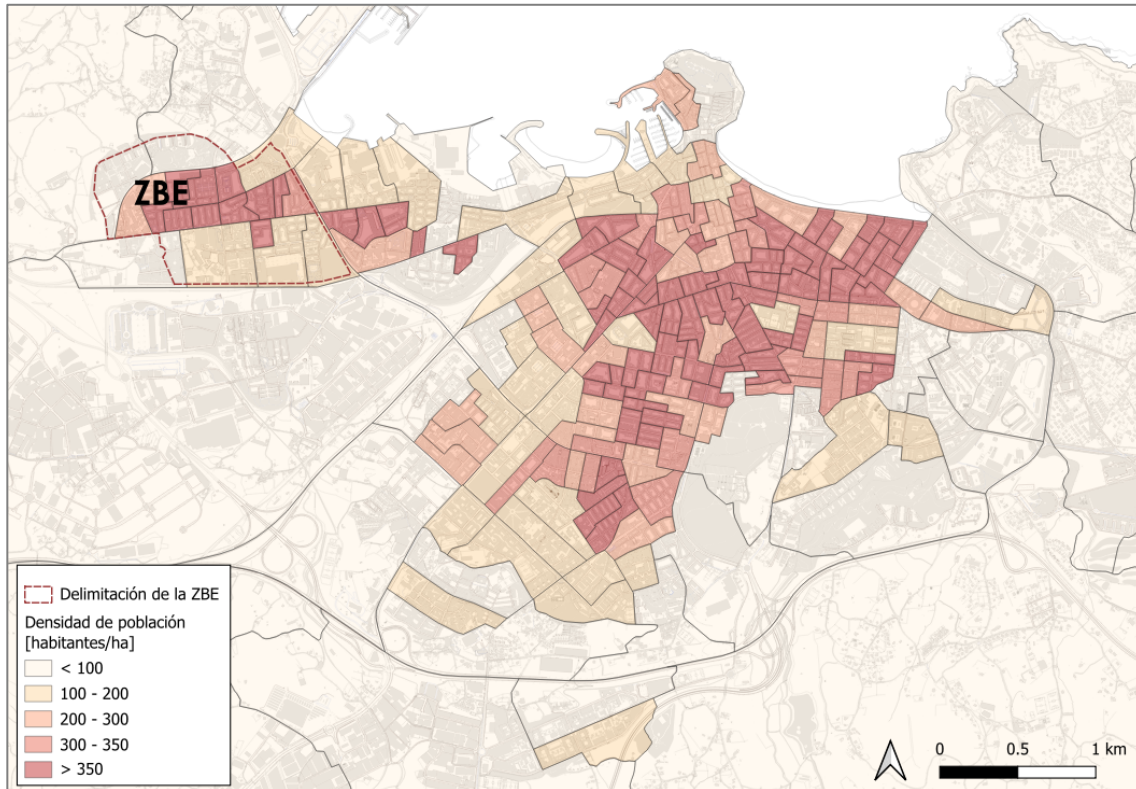 ZBE
Delimitación de la ZBE
Densidad de población
[habitantes/ha]
< 100
100 - 200
200 - 300
300 - 350
> 350
0 0.5 1 km